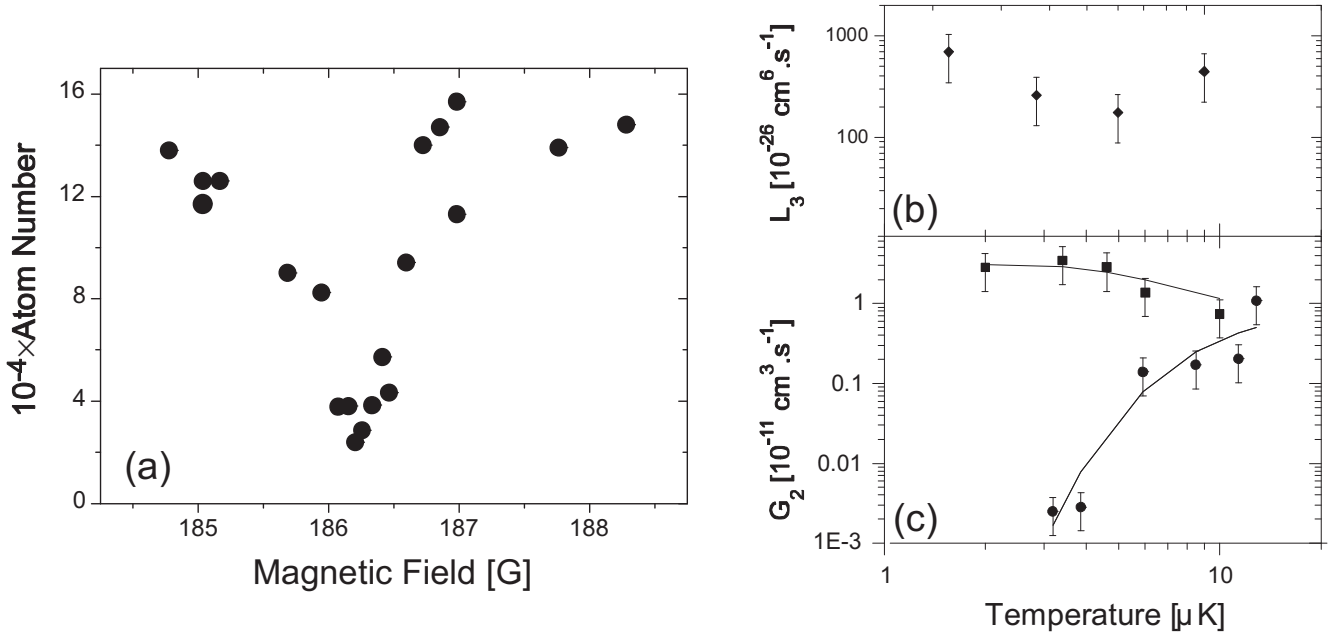 16
12
8
4
0
10⁻⁴×Atom Number
(a)
185
186
187
188
Magnetic Field [G]
1000
100
L₃ [10⁻²⁶ cm⁶.s⁻¹]
(b)
1
0.1
0.01
1E-3
G₂ [10⁻¹¹ cm³.s⁻¹]
(c)
1
10
Temperature [µK]